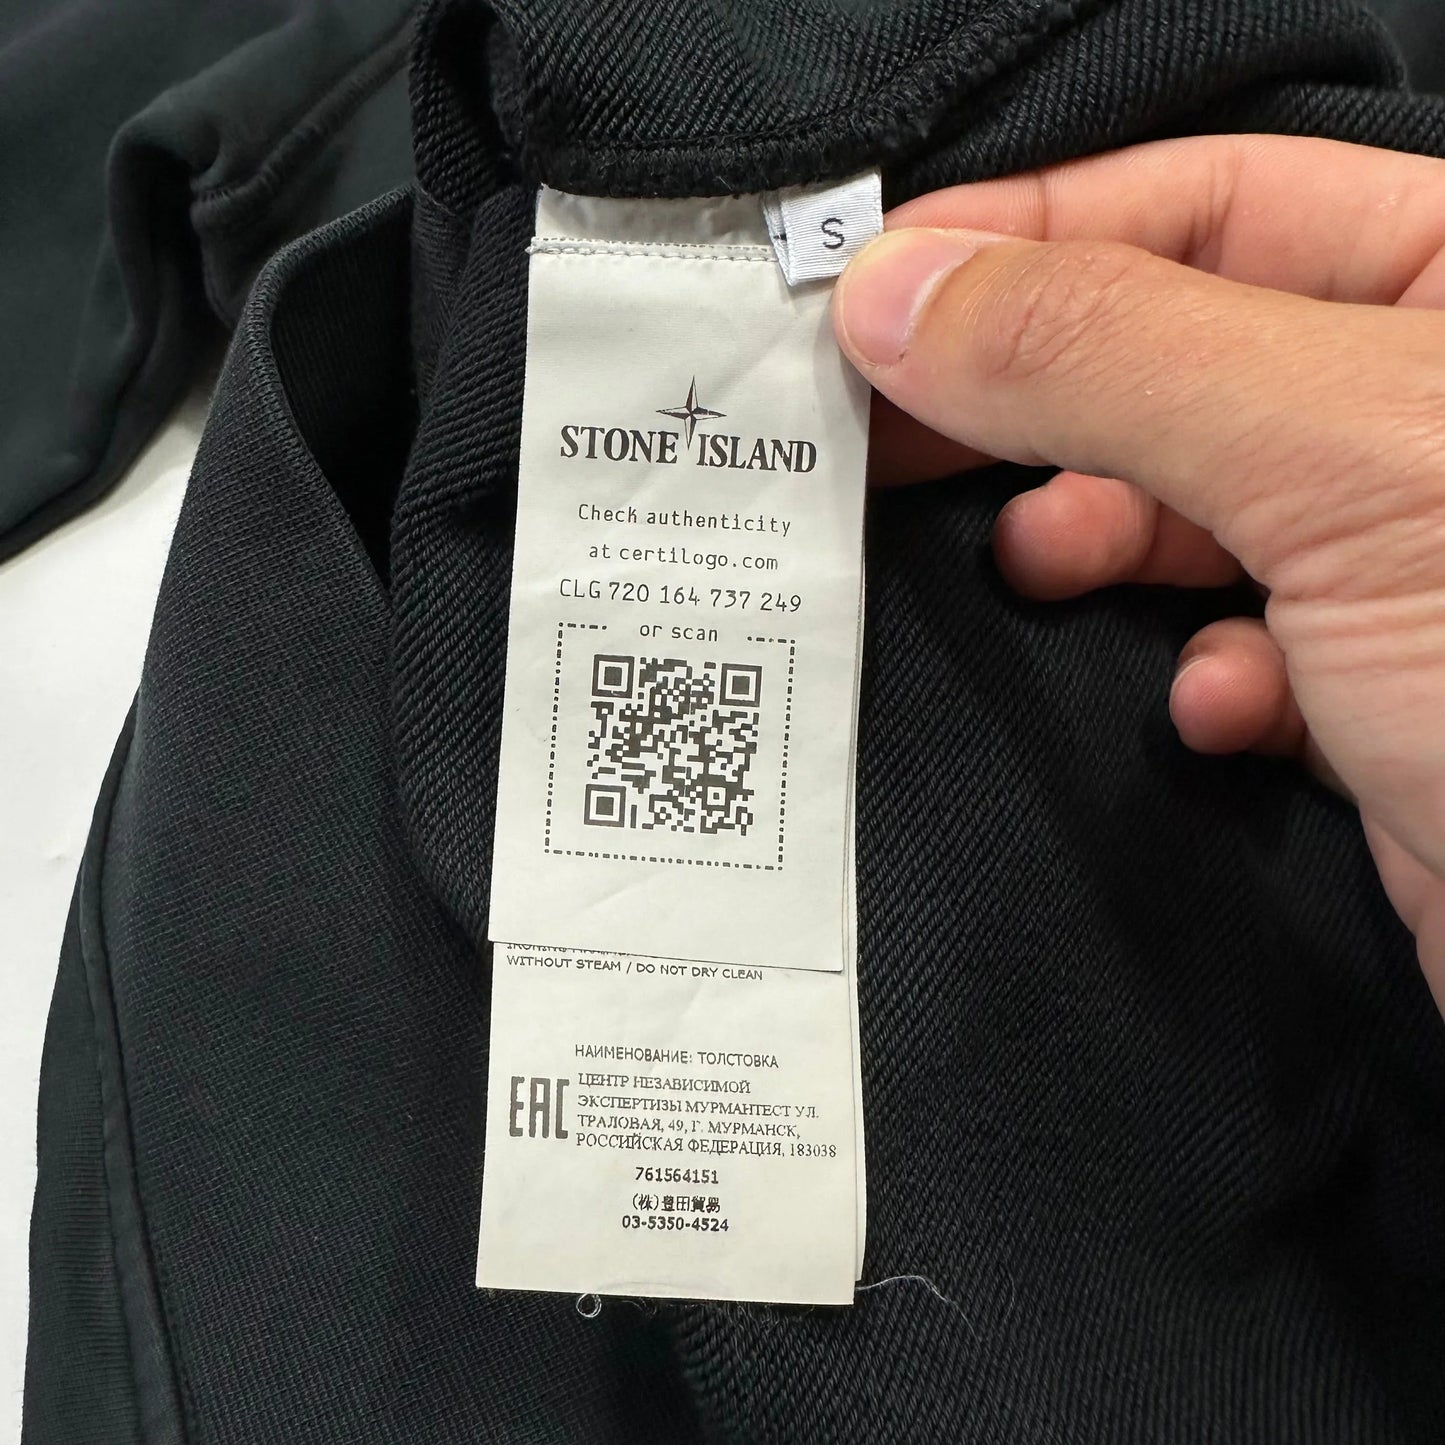 S
STONE ISLAND
Check authenticity
at certilogo.com
CLG 720 164 737 249
or scan
WITHOUT STEAM / DO NOT DRY CLEAN
НАИМЕНОВАНИЕ: ТОЛСТОВКА
EAC
ЦЕНТР НЕЗАВИСИМОЙ
ЭКСПЕРТИЗЫ МУРМАНТЕСТ УЛ.
ТРАЛОВАЯ, 49, Г. МУРМАНСК,
РОССИЙСКАЯ ФЕДЕРАЦИЯ, 183038
761564151
(株)豊田貿易
03-5350-4524